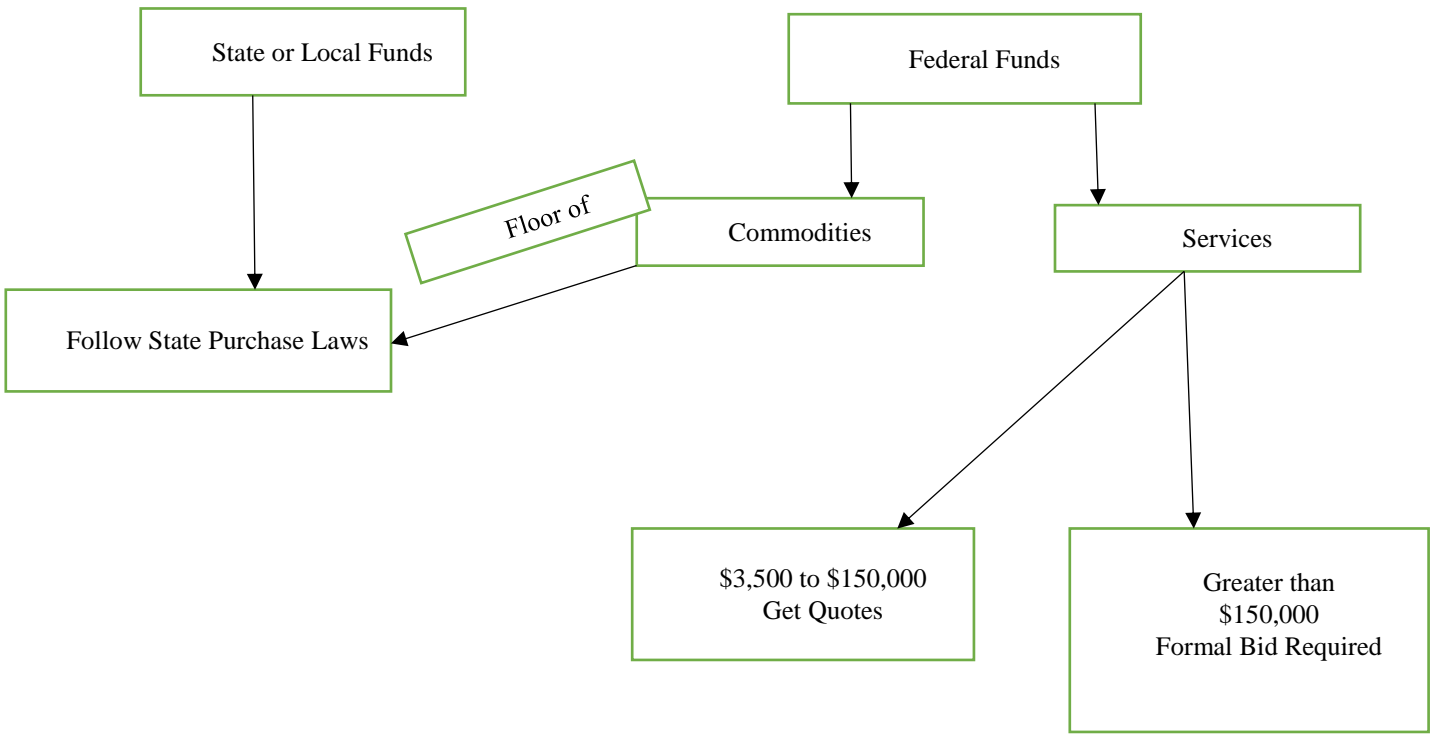 State or Local Funds
Federal Funds
Floor of
Commodities
Services
Follow State Purchase Laws
$3,500 to $150,000
Get Quotes
Greater than
$150,000
Formal Bid Required